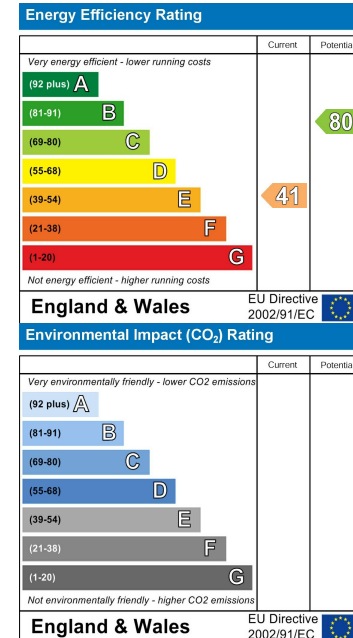 Energy Efficiency Rating
Current Potential
Very energy efficient - lower running costs
(92 plus) A
(81-91) B
80
(69-80) C
(55-68) D
(39-54) E
41
(21-38) F
(1-20) G
Not energy efficient - higher running costs
England & Wales
EU Directive
2002/91/EC
Environmental Impact (CO₂) Rating
Current Potential
Very environmentally friendly - lower CO2 emissions
(92 plus) A
(81-91) B
(69-80) C
(55-68) D
(39-54) E
(21-38) F
(1-20) G
Not environmentally friendly - higher CO2 emissions
England & Wales
EU Directive
2002/91/EC